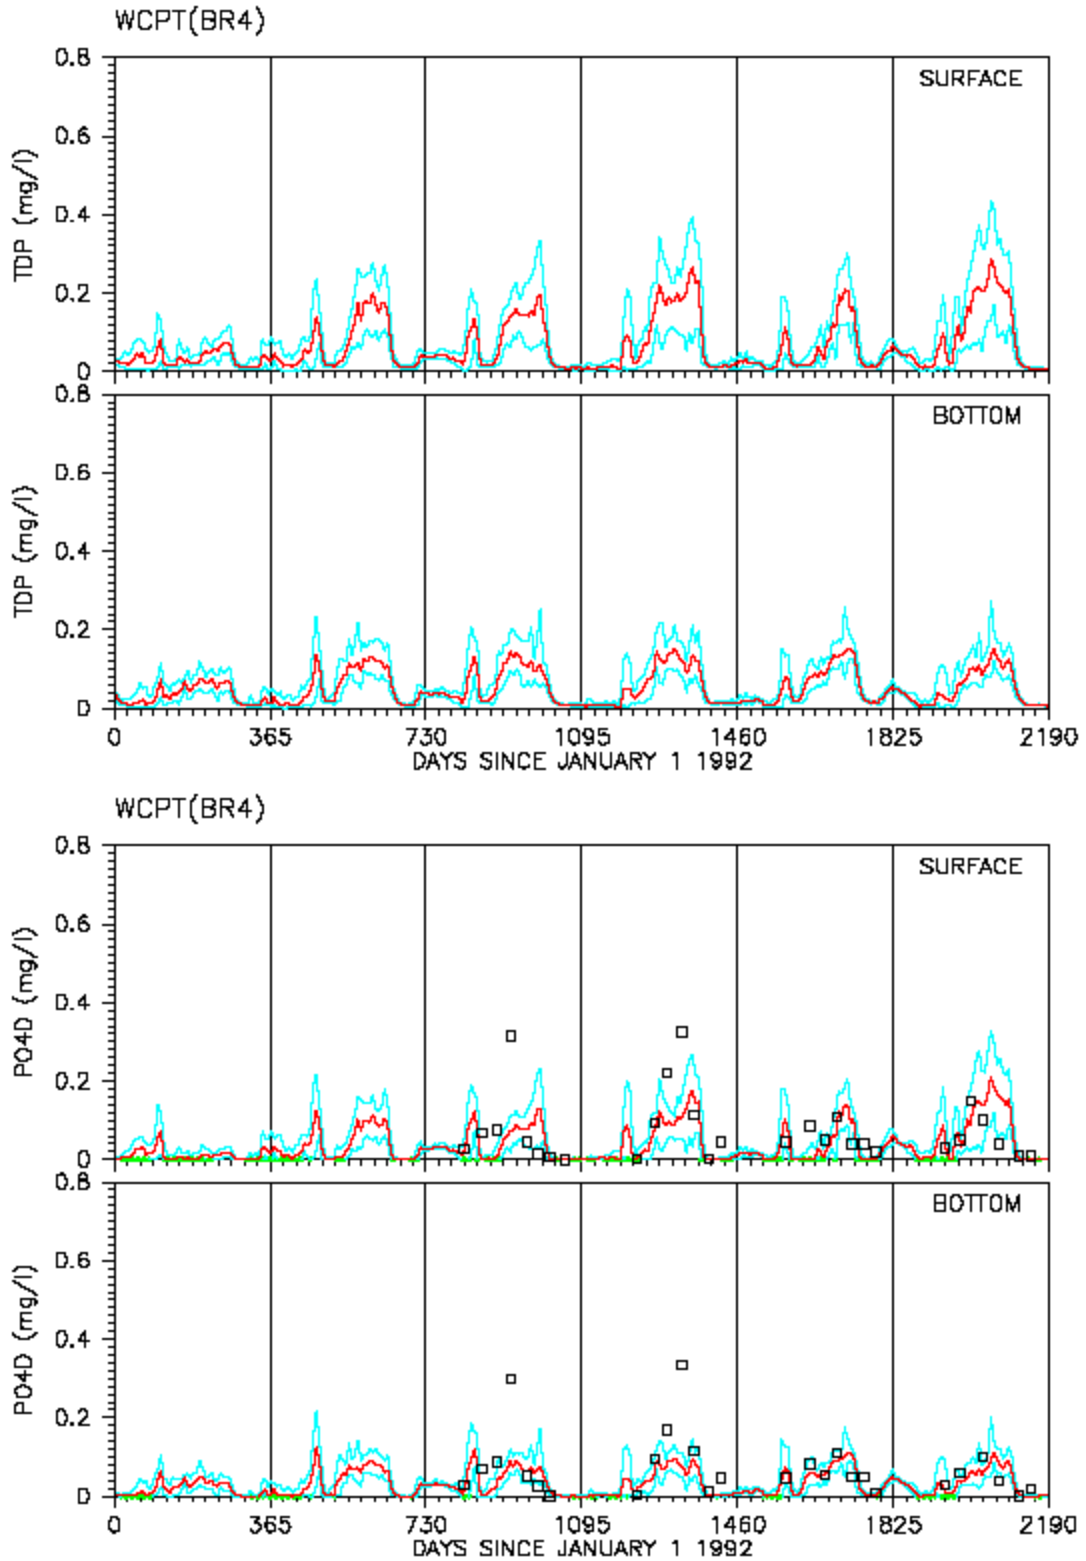 WCPT(BR4)
SURFACE
TDP (mg/l)
0.8
0.6
0.4
0.2
0
BOTTOM
TDP (mg/l)
0.8
0.6
0.4
0.2
0
0 365 730 1095 1460 1825 2190
DAYS SINCE JANUARY 1 1992
WCPT(BR4)
SURFACE
PO4D (mg/l)
0.8
0.6
0.4
0.2
0
BOTTOM
PO4D (mg/l)
0.8
0.6
0.4
0.2
0
0 365 730 1095 1460 1825 2190
DAYS SINCE JANUARY 1 1992